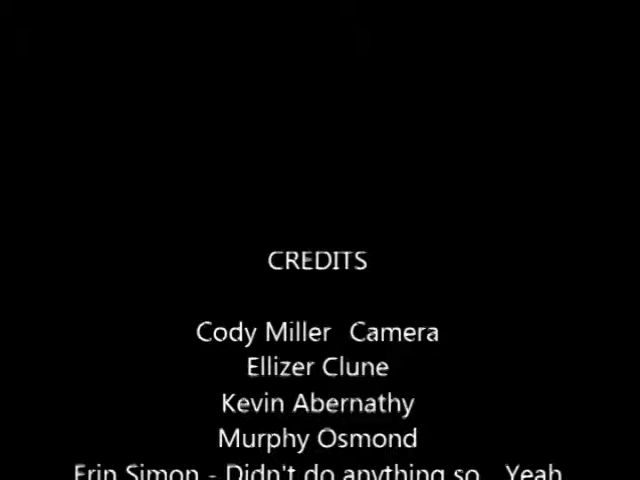 CREDITS
Cody Miller  Camera
Ellizer Clune
Kevin Abernathy
Murphy Osmond
Erin Simon - Didn't do anything so.. Yeah.